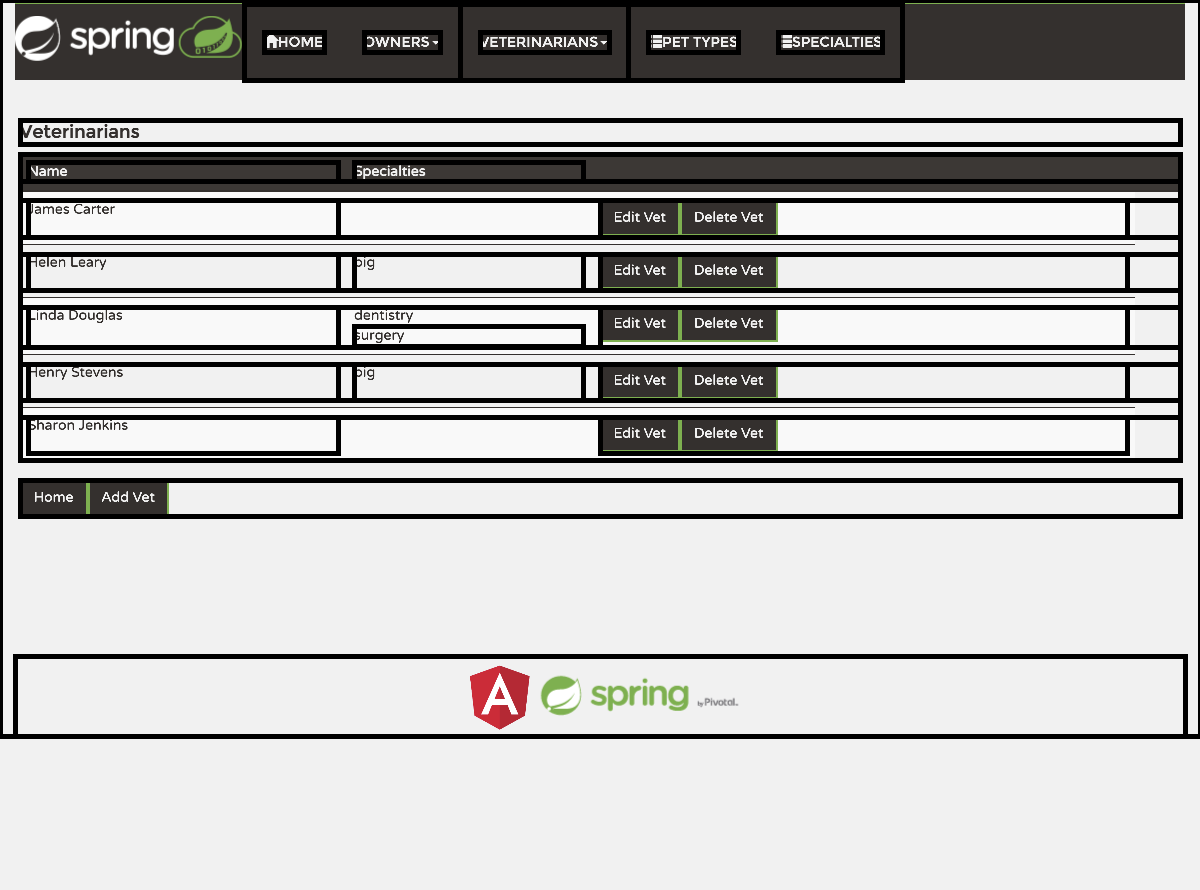 spring
HOME OWNERS VETERINARIANS PET TYPES SPECIALTIES
Veterinarians
Name Specialties
James Carter Edit Vet Delete Vet
Helen Leary Edit Vet Delete Vet
Linda Douglas dentistry Edit Vet Delete Vet
surgery
Henry Stevens Edit Vet Delete Vet
Sharon Jenkins Edit Vet Delete Vet
Home Add Vet
spring by Pivotal.